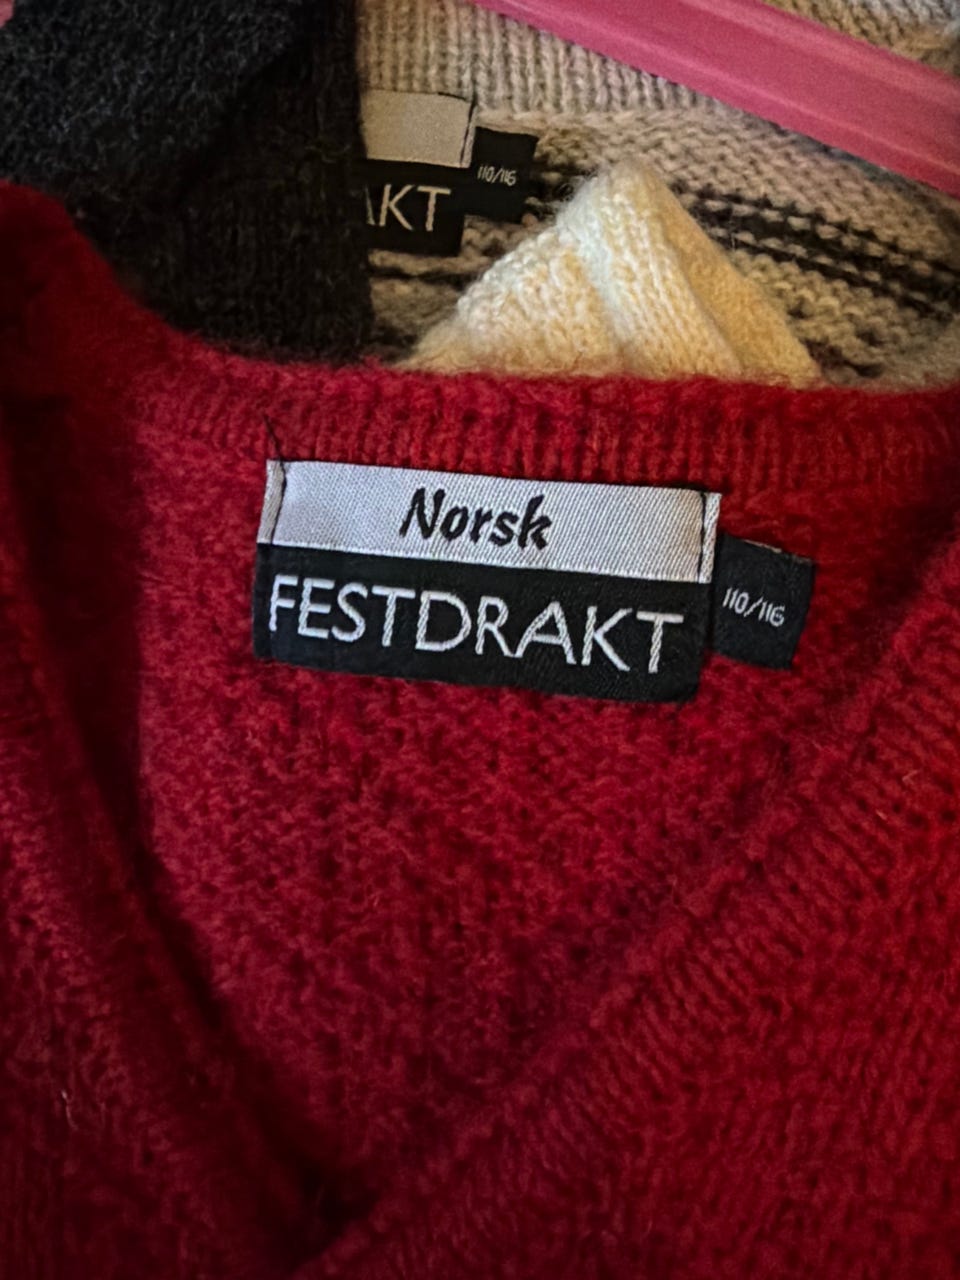 110/116
AKT
Norsk
FESTDRAKT
110/116